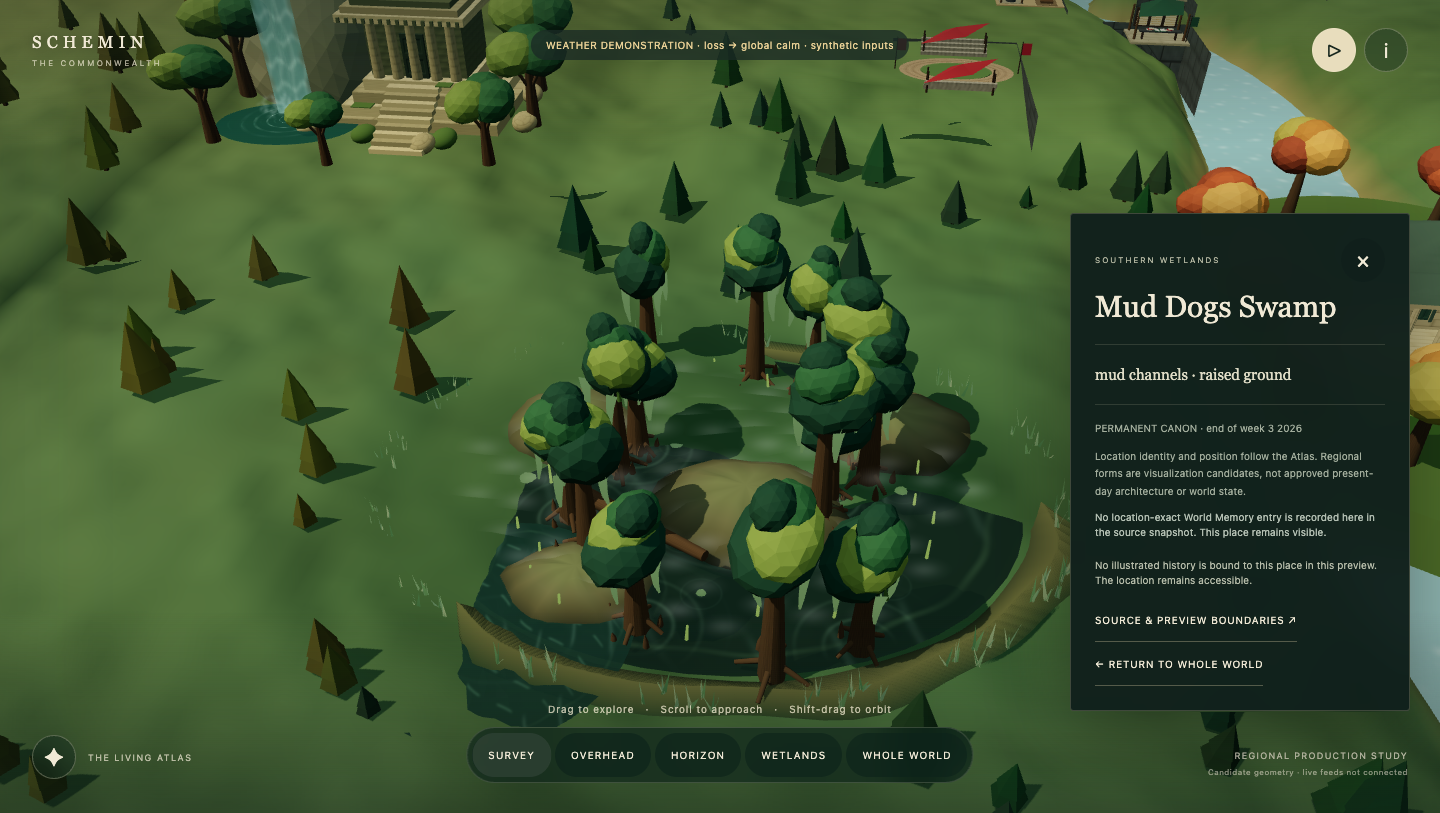 SCHEMIN
THE COMMONWEALTH
WEATHER DEMONSTRATION · loss → global calm · synthetic inputs
i
SOUTHERN WETLANDS
×
Mud Dogs Swamp
mud channels · raised ground
PERMANENT CANON · end of week 3 2026
Location identity and position follow the Atlas. Regional
forms are visualization candidates, not approved present-
day architecture or world state.
No location-exact World Memory entry is recorded here in
the source snapshot. This place remains visible.
No illustrated history is bound to this place in this preview.
The location remains accessible.
SOURCE & PREVIEW BOUNDARIES ↗
← RETURN TO WHOLE WORLD
Drag to explore · Scroll to approach · Shift-drag to orbit
SURVEY OVERHEAD HORIZON WETLANDS WHOLE WORLD
THE LIVING ATLAS
REGIONAL PRODUCTION STUDY
Candidate geometry · live feeds not connected